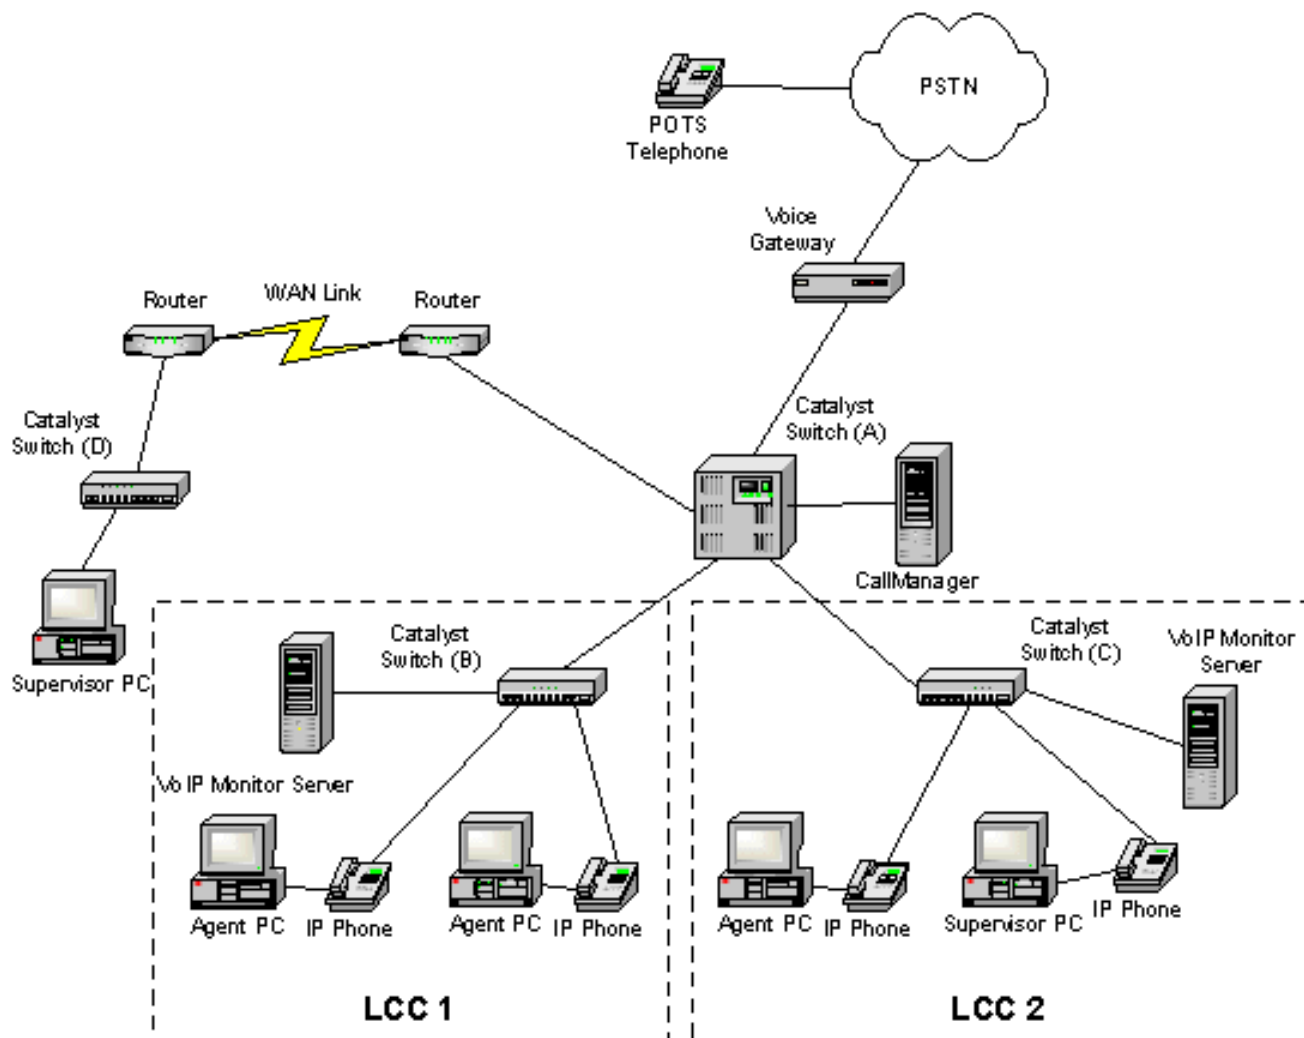 PSTN
POTS
Telephone
Voice
Gateway
Router
WAN Link
Router
Catalyst
Switch (D)
Catalyst
Switch (A)
CallManager
Supervisor PC
Catalyst
Switch (B)
VoIP Monitor Server
Agent PC
IP Phone
Agent PC
IP Phone
LCC 1
Catalyst
Switch (C)
VoIP Monitor
Server
Agent PC
IP Phone
Supervisor PC
IP Phone
LCC 2